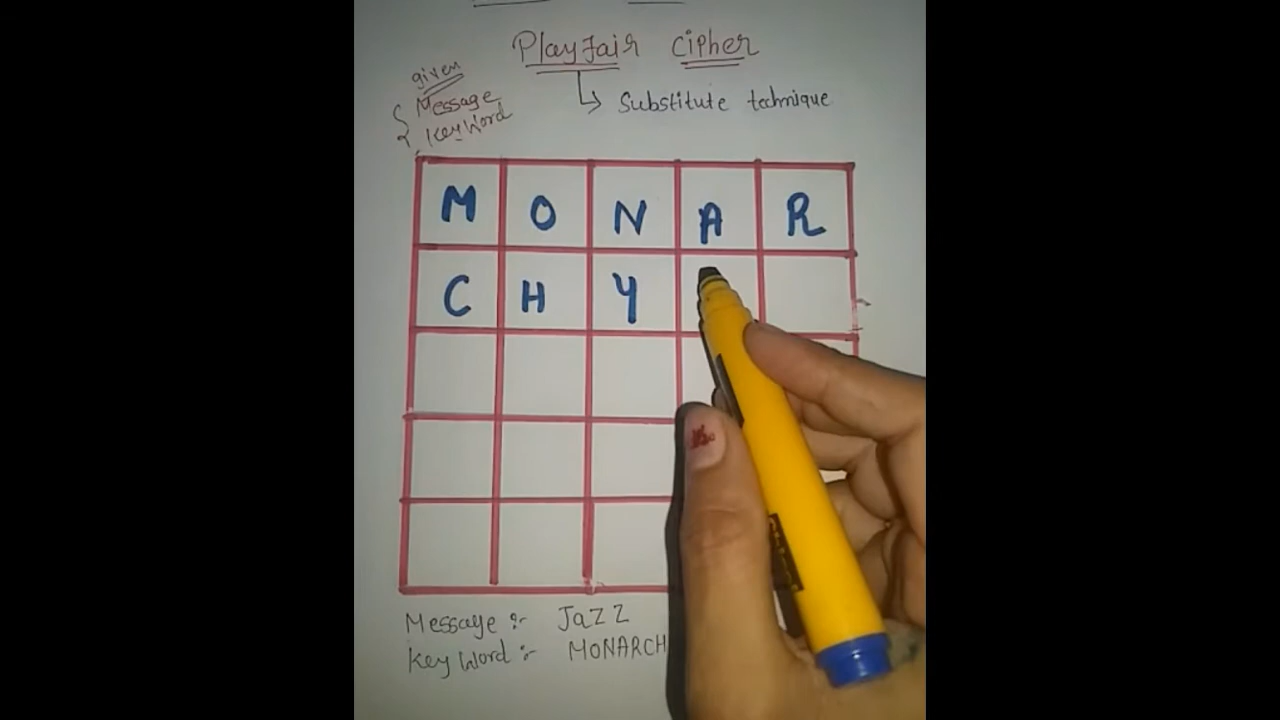 Playfair Cipher
given
Message
Keyword
Substitute technique
M O N A R
C H Y
Message :- Jazz
Key Word :- MONARCH